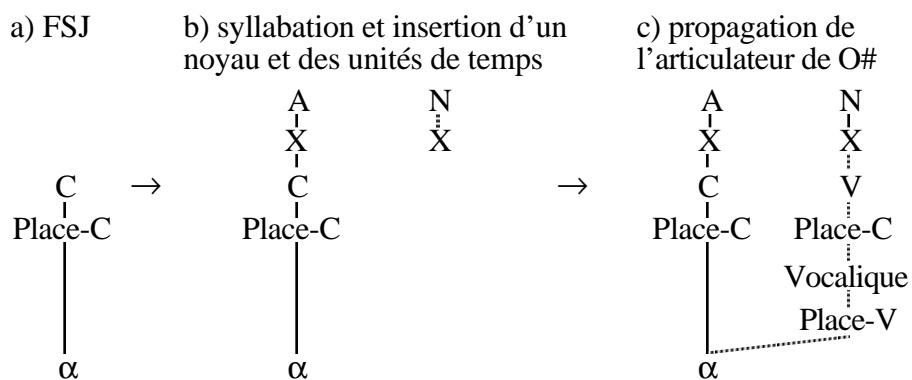 a) FSJ b) syllabation et insertion d’un c) propagation de
noyau et des unités de temps l’articulateur de O#
A N A N
X X X X
C → C → C V
Place-C Place-C Place-C Place-C
Vocalique
Place-V
α α α